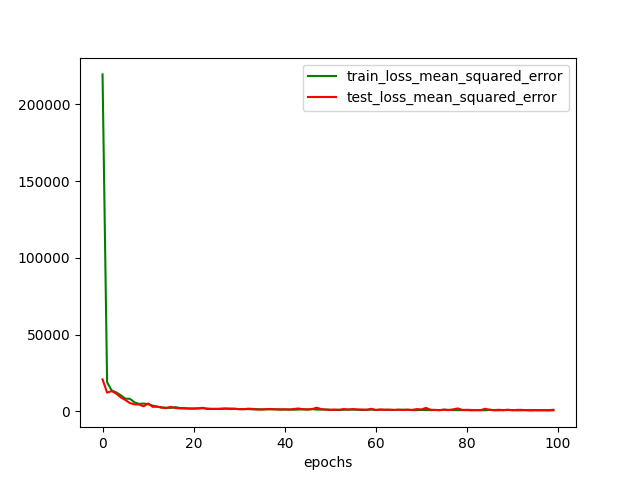 train_loss_mean_squared_error
test_loss_mean_squared_error
200000
150000
100000
50000
0
0 20 40 60 80 100
epochs